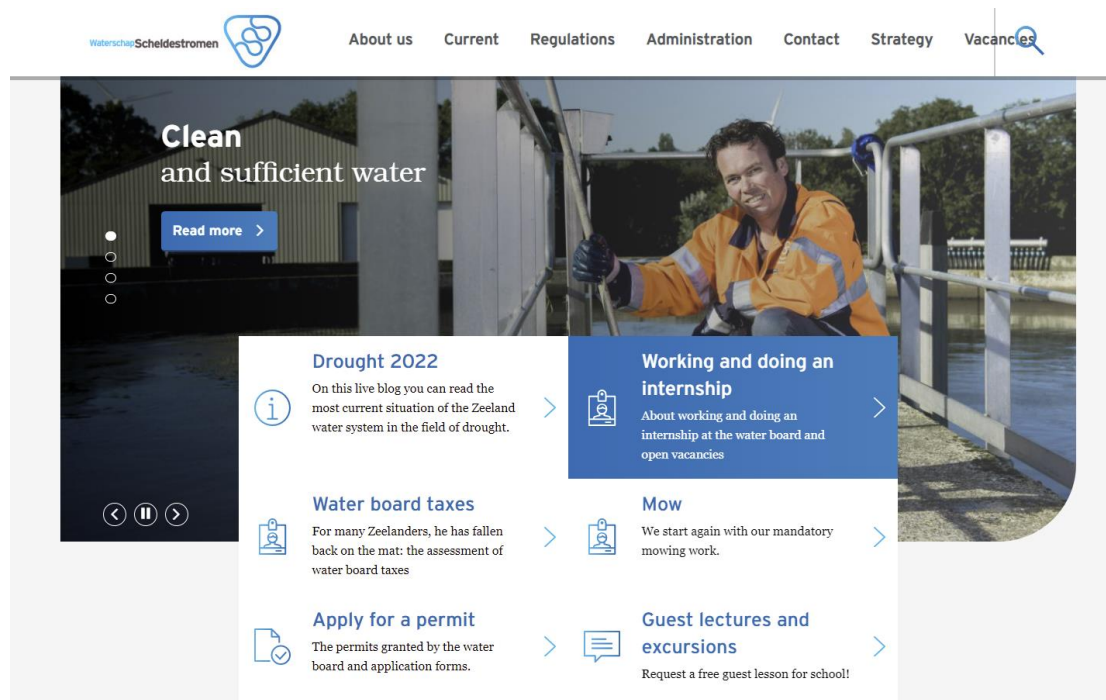 WaterschapScheldestromen
About us Current Regulations Administration Contact Strategy Vacancies
Clean
and sufficient water
Read more
Drought 2022
On this live blog you can read the
most current situation of the Zeeland
water system in the field of drought.
Working and doing an
internship
About working and doing an
internship at the water board and
open vacancies
Water board taxes
For many Zeelanders, he has fallen
back on the mat: the assessment of
water board taxes
Mow
We start again with our mandatory
mowing work.
Apply for a permit
The permits granted by the water
board and application forms.
Guest lectures and
excursions
Request a free guest lesson for school!